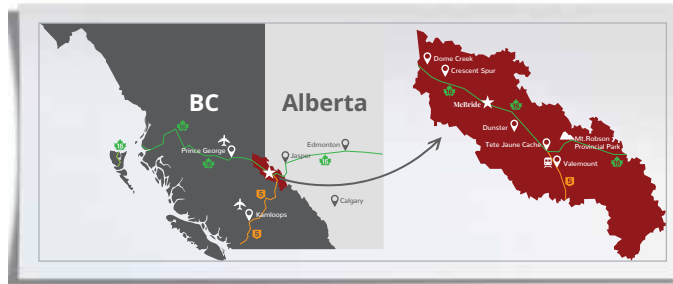 BC
Alberta
16
16
16
Prince George
Edmonton
Jasper
16
5
Kamloops
Calgary
5
Dome Creek
Crescent Spur
16
McBride
16
Dunster
Mt.Robson
Provincial Park
Tete Jaune Cache
16
Valemount
5